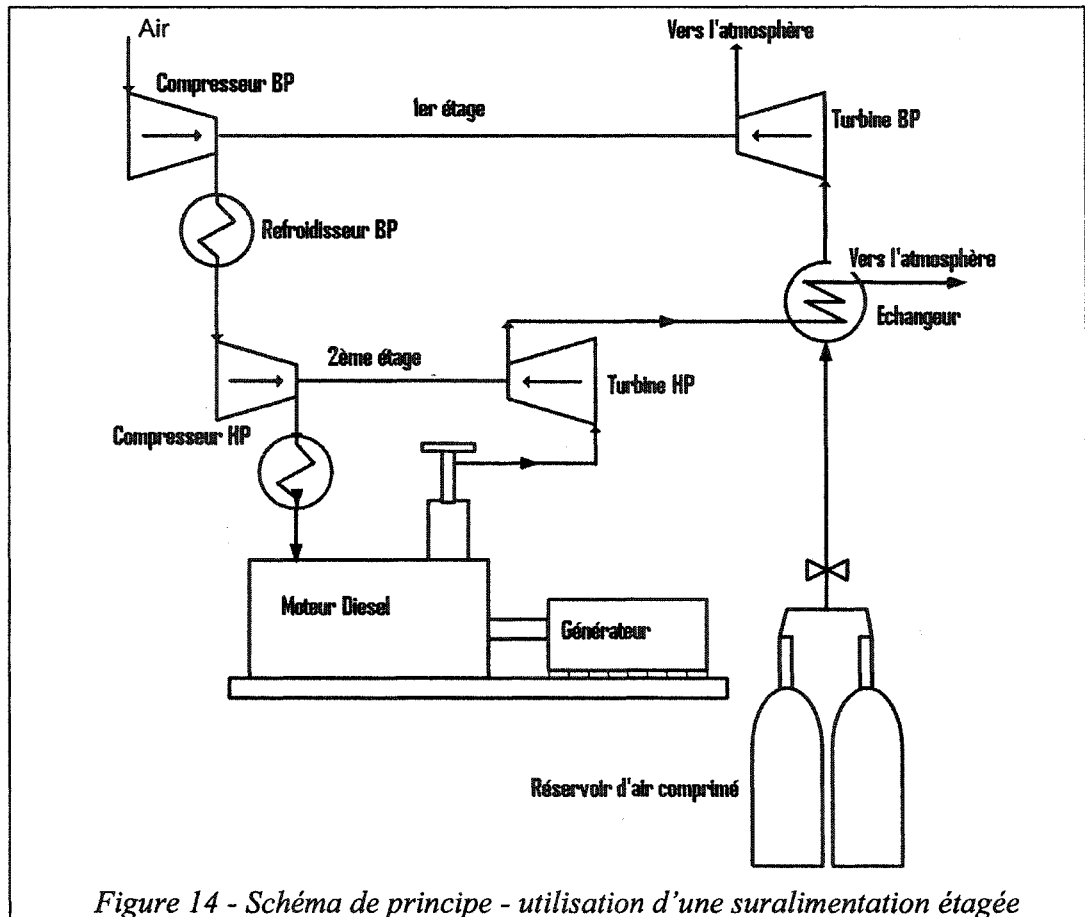 Air
Vers l'atmosphère
Compresseur BP
1er étage
Turbine BP
Refroidisseur BP
Vers l'atmosphère
Echangeur
2ème étage
Turbine HP
Compresseur HP
Moteur Diesel
Générateur
Réservoir d'air comprimé
Figure 14 - Schéma de principe - utilisation d'une suralimentation étagée